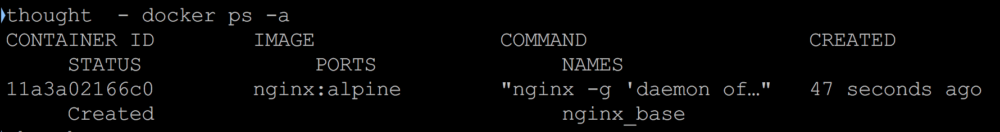 thought  - docker ps -a
CONTAINER ID        IMAGE               COMMAND                  CREATED
     STATUS              PORTS               NAMES
11a3a02166c0        nginx:alpine        "nginx -g 'daemon of…"   47 seconds ago
     Created                                 nginx_base